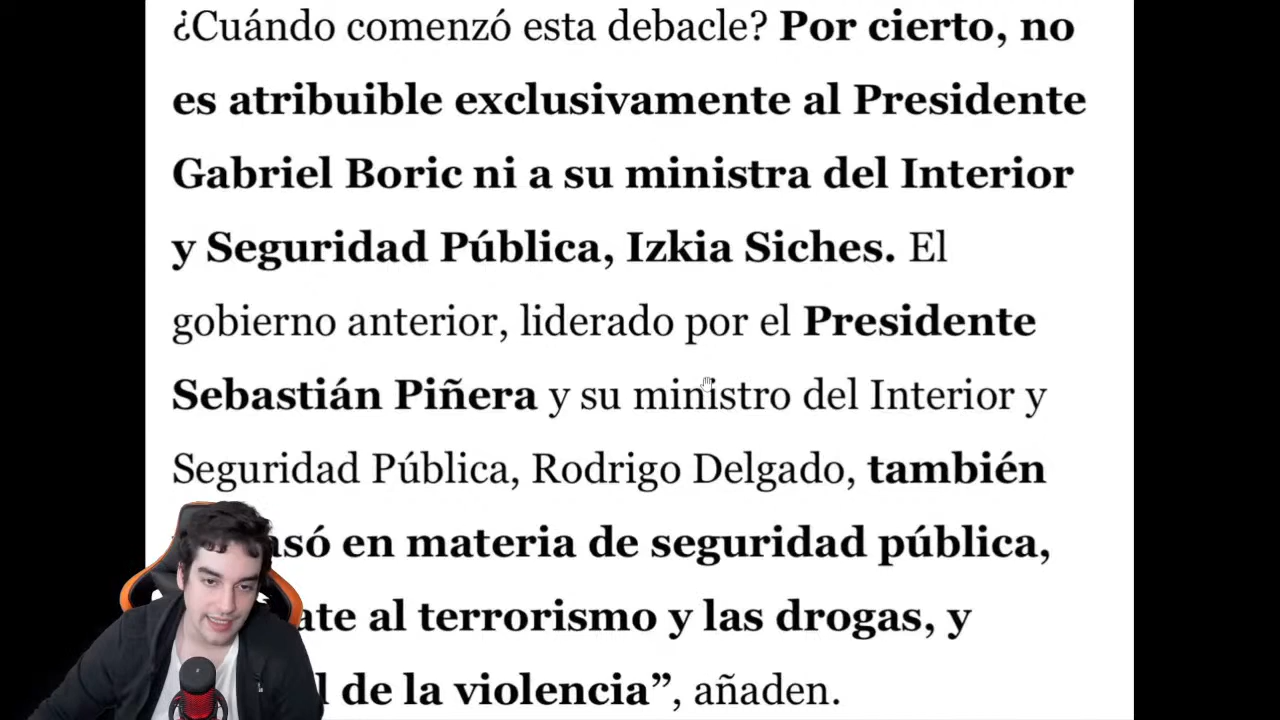 ¿Cuándo comenzó esta debacle? Por cierto, no
es atribuible exclusivamente al Presidente
Gabriel Boric ni a su ministra del Interior
y Seguridad Pública, Izkia Siches. El
gobierno anterior, liderado por el Presidente
Sebastián Piñera y su ministro del Interior y
Seguridad Pública, Rodrigo Delgado, también
en materia de seguridad pública,
al terrorismo y las drogas, y
de la violencia”, añaden.